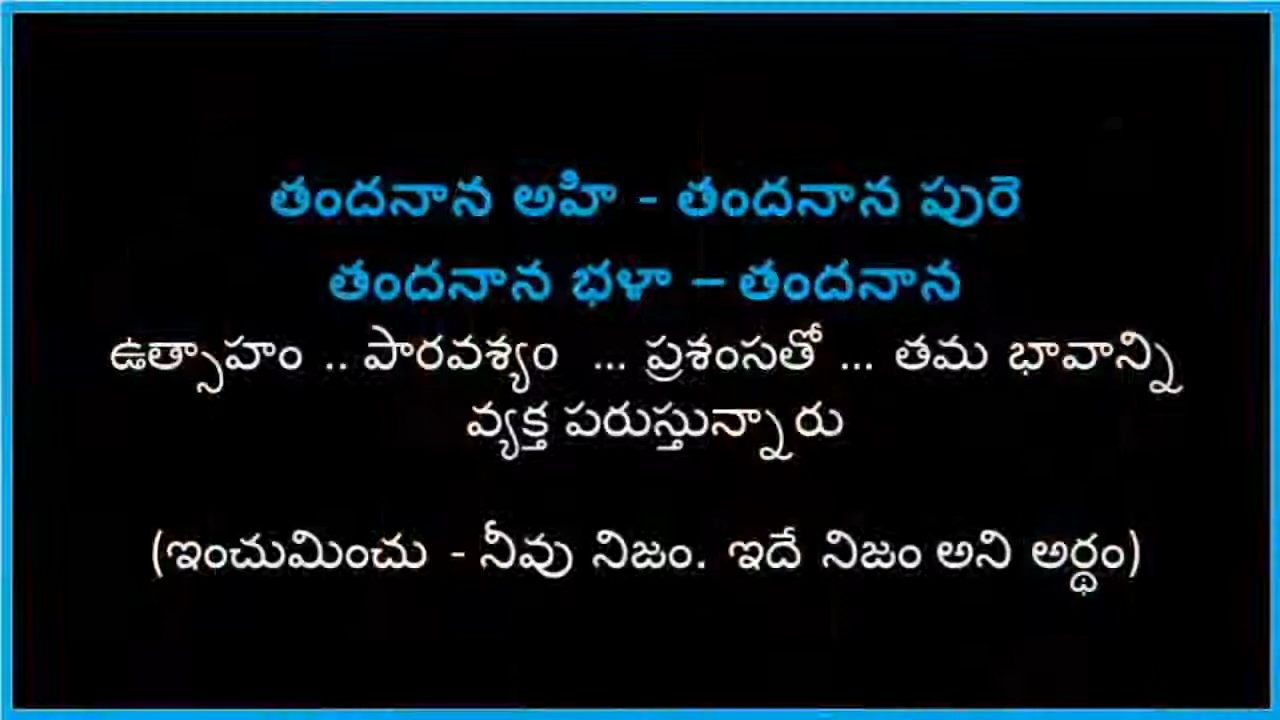 తందనాన అహి - తందనాన పురె
తందనాన భళా – తందనాన
ఉత్సాహం .. పారవశ్యం ... ప్రశంసతో ... తమ భావాన్ని
వ్యక్త పరుస్తున్నారు
(ఇంచుమించు - నీవు నిజం. ఇదే నిజం అని అర్థం)